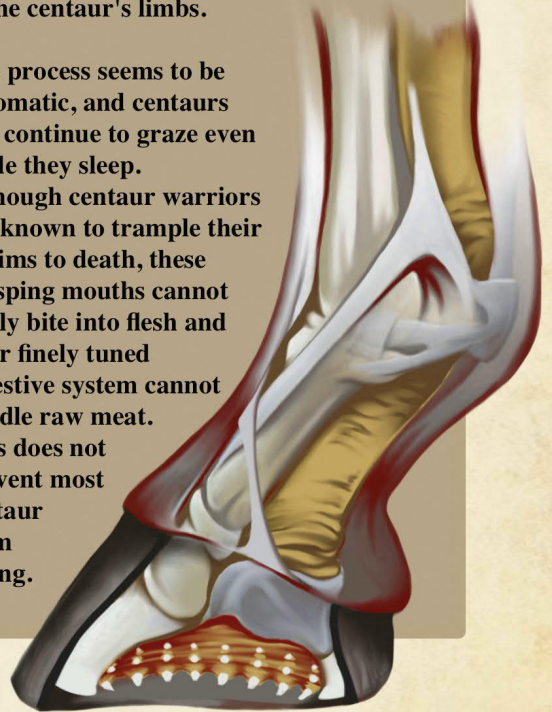 he centaur's limbs.
process seems to be
omatic, and centaurs
continue to graze even
le they sleep.
hough centaur warriors
known to trample their
ims to death, these
sping mouths cannot
ly bite into flesh and
r finely tuned
estive system cannot
dle raw meat.
s does not
vent most
taur
m
ng.